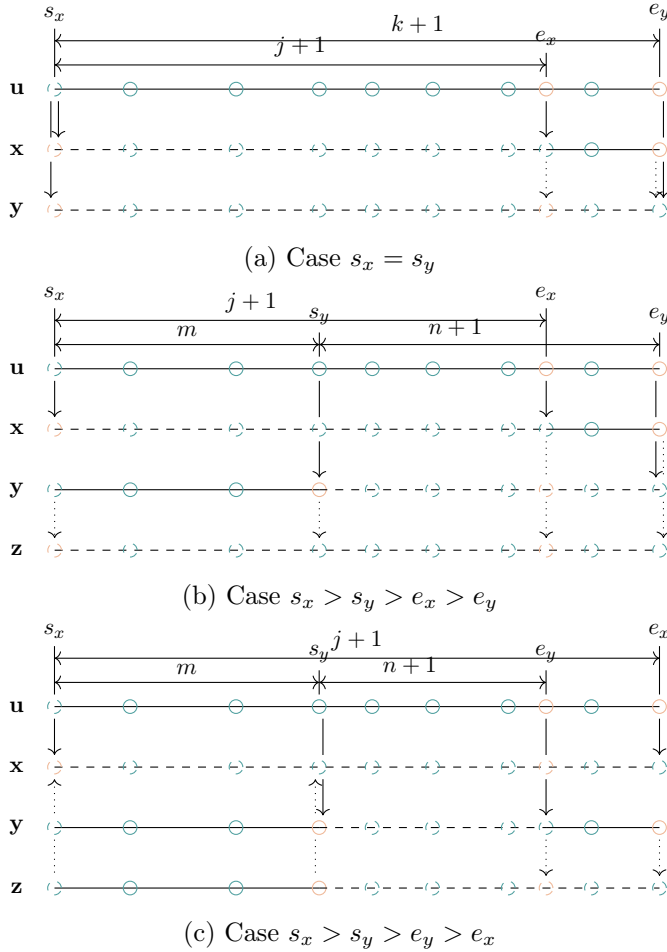 s_x e_y
k + 1
j + 1 e_x
u
x
y
(a) Case s_x = s_y
s_x e_x e_y
j + 1 s_y
m n + 1
u
x
y
z
(b) Case s_x > s_y > e_x > e_y
s_x e_x
s_y j + 1 e_y
m n + 1
u
x
y
z
(c) Case s_x > s_y > e_y > e_x